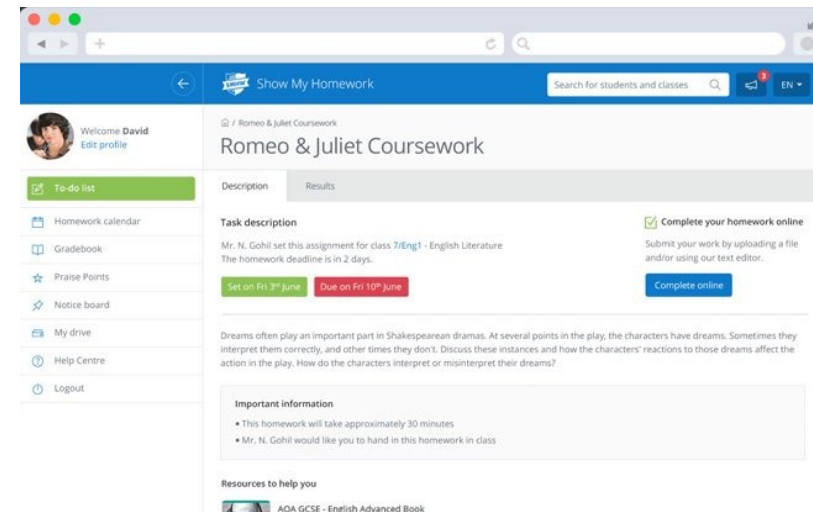 SMHW
Show My Homework
Search for students and classes
3
EN
Welcome David
Edit profile
/ Romeo & Juliet Coursework
Romeo & Juliet Coursework
To-do list
Homework calendar
Gradebook
Praise Points
Notice board
My drive
Help Centre
Logout
Description
Results
Task description
Mr. N. Gohil set this assignment for class 7/Eng1 - English Literature
The homework deadline is in 2 days.
Set on Fri 3rd June
Due on Fri 10th June
Complete your homework online
Submit your work by uploading a file
and/or using our text editor.
Complete online
Dreams often play an important part in Shakespearean dramas. At several points in the play, the characters have dreams. Sometimes they
interpret them correctly, and other times they don't. Discuss these instances and how the characters' reactions to those dreams affect the
action in the play. How do the characters interpret or misinterpret their dreams?
Important information
• This homework will take approximately 30 minutes
• Mr. N. Gohil would like you to hand in this homework in class
Resources to help you
AQA GCSE - English Advanced Book